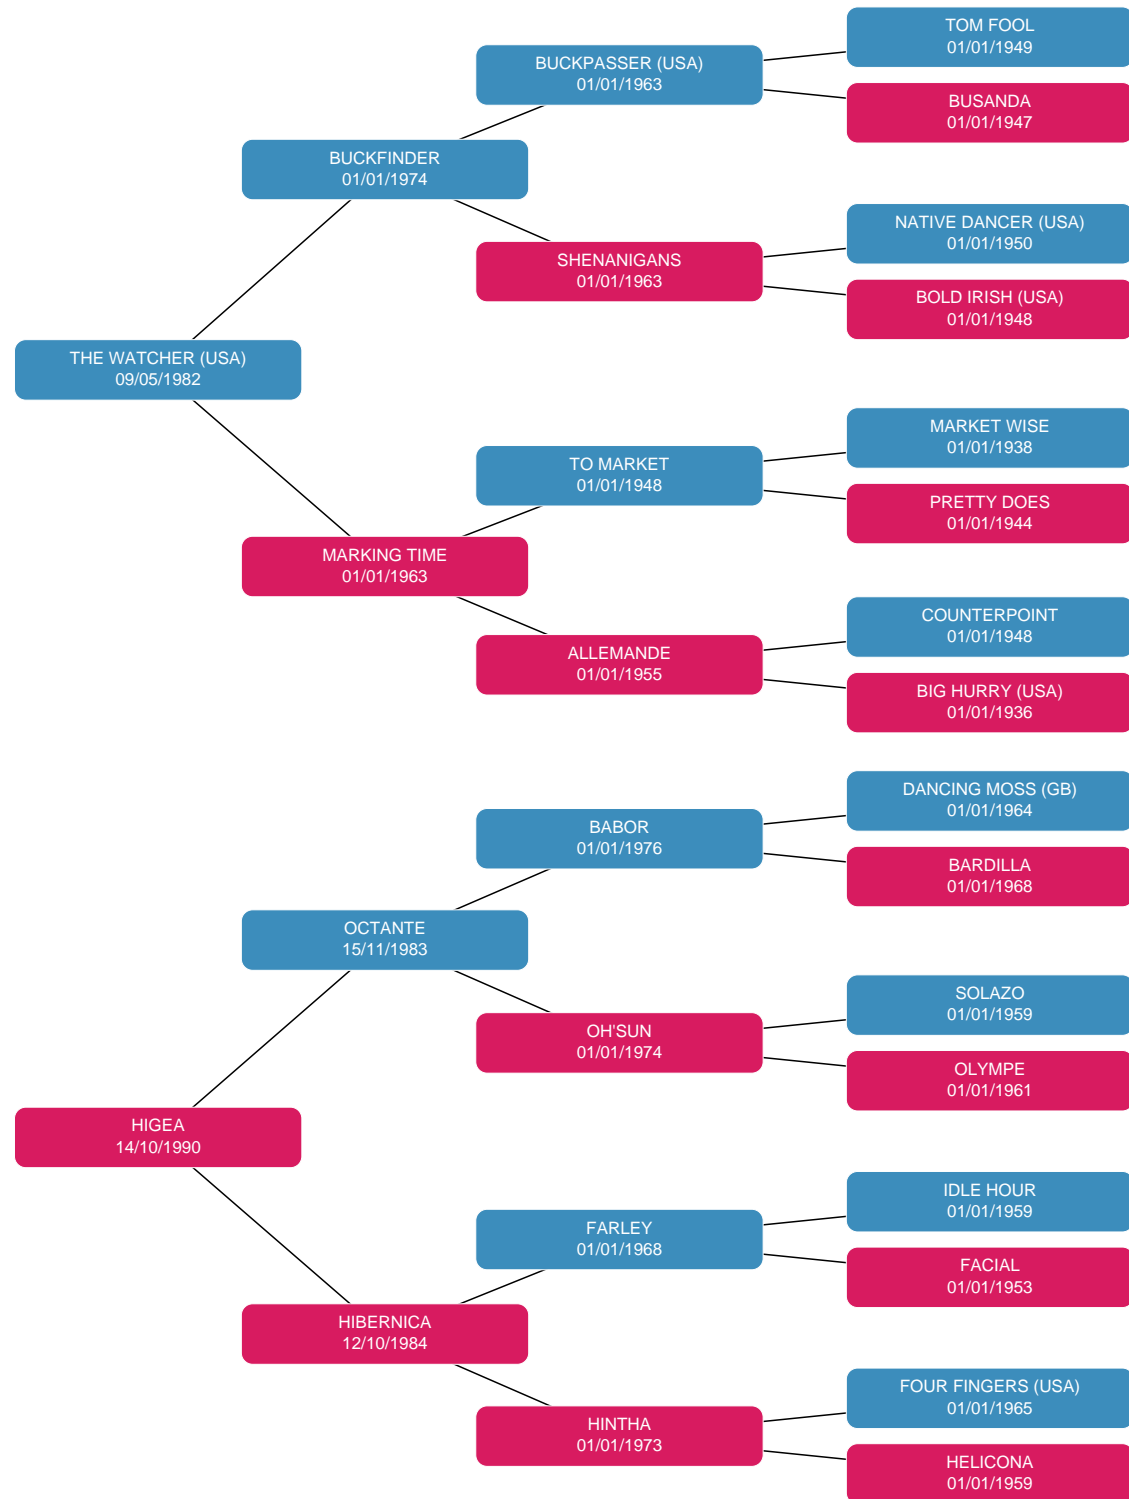 TOM FOOL
01/01/1949
BUCKPASSER (USA)
01/01/1963
BUSANDA
01/01/1947
BUCKFINDER
01/01/1974
NATIVE DANCER (USA)
01/01/1950
SHENANIGANS
01/01/1963
BOLD IRISH (USA)
01/01/1948
THE WATCHER (USA)
09/05/1982
MARKET WISE
01/01/1938
TO MARKET
01/01/1948
PRETTY DOES
01/01/1944
MARKING TIME
01/01/1963
COUNTERPOINT
01/01/1948
ALLEMANDE
01/01/1955
BIG HURRY (USA)
01/01/1936
DANCING MOSS (GB)
01/01/1964
BABOR
01/01/1976
BARDILLA
01/01/1968
OCTANTE
15/11/1983
SOLAZO
01/01/1959
OH'SUN
01/01/1974
OLYMPE
01/01/1961
HIGEA
14/10/1990
IDLE HOUR
01/01/1959
FARLEY
01/01/1968
FACIAL
01/01/1953
HIBERNICA
12/10/1984
FOUR FINGERS (USA)
01/01/1965
HINTHA
01/01/1973
HELICONA
01/01/1959